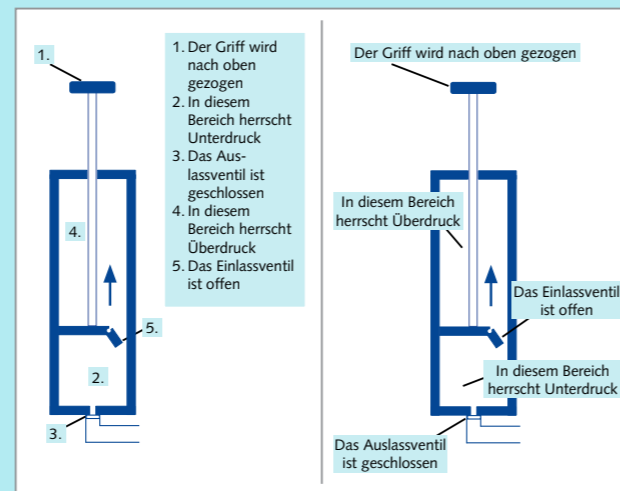 1.
4.
5.
2.
3.
1. Der Griff wird
nach oben
gezogen
2. In diesem
Bereich herrscht
Unterdruck
3. Das Aus-
lassventil ist
geschlossen
4. In diesem
Bereich herrscht
Überdruck
5. Das Einlassventil
ist offen
Der Griff wird nach oben gezogen
In diesem Bereich
herrscht Überdruck
Das Einlassventil
ist offen
In diesem Bereich
herrscht Unterdruck
Das Auslassventil
ist geschlossen